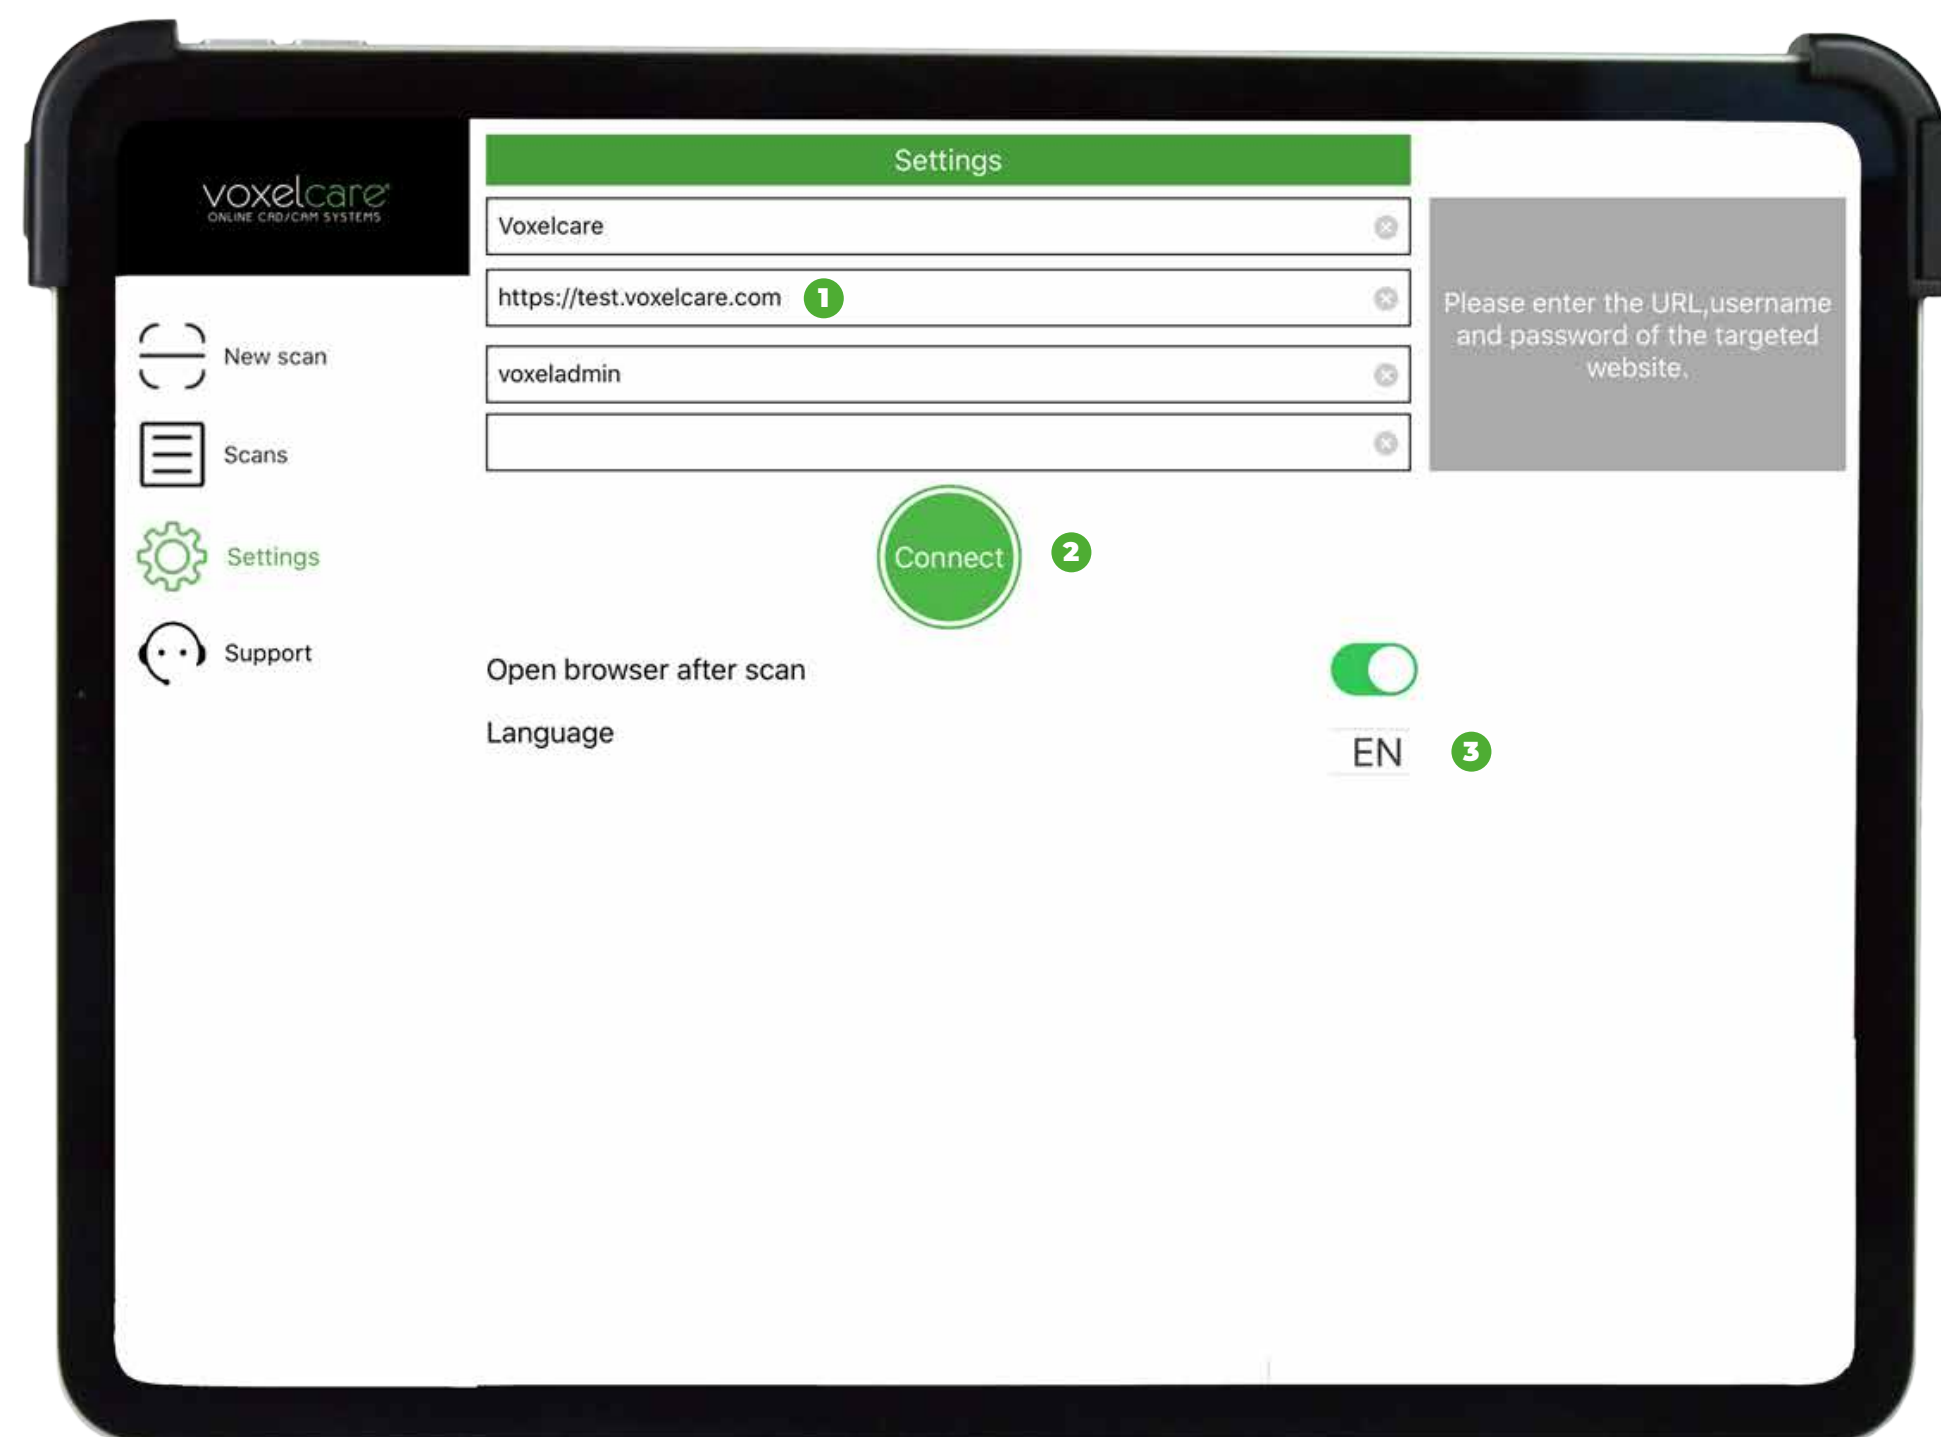 voxelcare
ONLINE CAD/CAM SYSTEMS
New scan
Scans
Settings
Support
Settings
Voxelcare
https://test.voxelcare.com 1
voxeladmin
Connect 2
Open browser after scan
Language
EN 3
Please enter the URL,username
and password of the targeted
website.